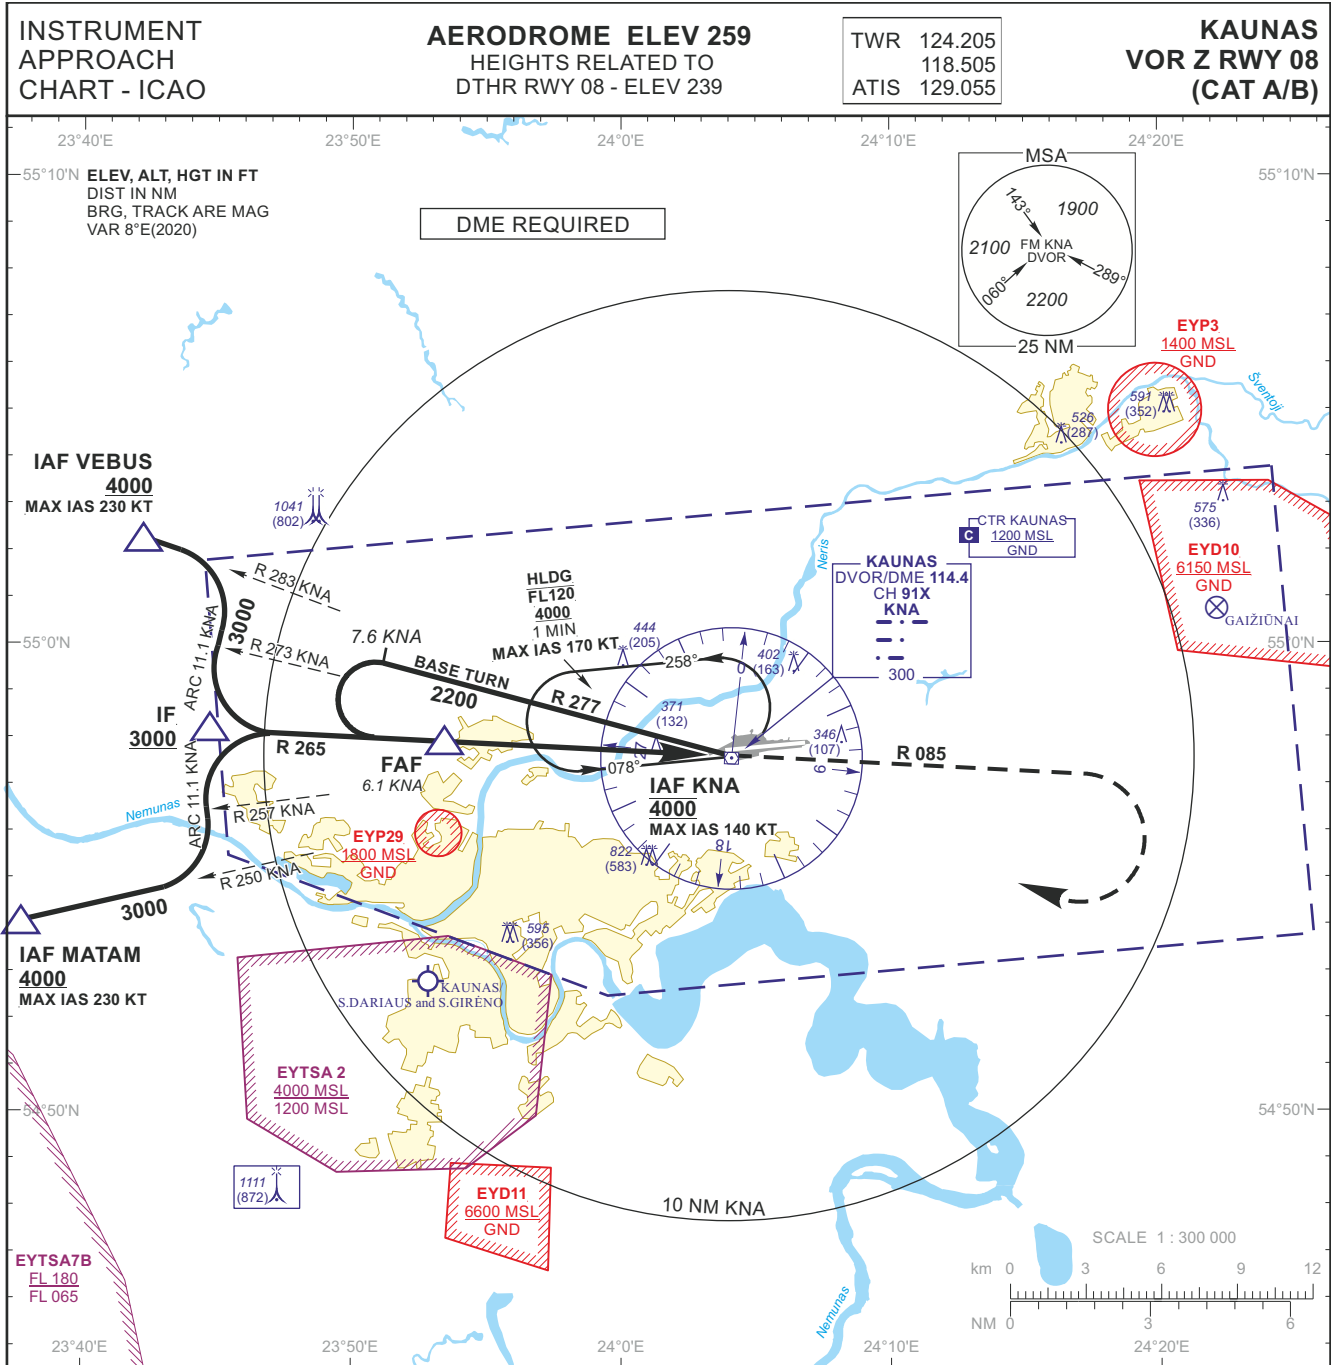 INSTRUMENT
APPROACH
CHART - ICAO
AERODROME ELEV 259
HEIGHTS RELATED TO
DTHR RWY 08 - ELEV 239
TWR 124.205
118.505
ATIS 129.055
KAUNAS
VOR Z RWY 08
(CAT A/B)
23°40'E
23°50'E
24°0'E
24°10'E
24°20'E
55°10'N
55°10'N
ELEV, ALT, HGT IN FT
DIST IN NM
BRG, TRACK ARE MAG
VAR 8°E(2020)
DME REQUIRED
MSA
143°
1900
2100
FM KNA
DVOR
289°
060°
2200
25 NM
EYP3
1400 MSL
GND
591
(352)
526
(287)
Šventoji
IAF VEBUS
4000
MAX IAS 230 KT
1041
(802)
575
(336)
CTR KAUNAS
C
1200 MSL
GND
EYD10
6150 MSL
GND
GAIŽIŪNAI
Neris
KAUNAS
DVOR/DME 114.4
CH 91X
KNA
300
R 283 KNA
HLDG
FL120
4000
1 MIN
MAX IAS 170 KT
444
(205)
402
(163)
3000
ARC 11.1 KNA
R 273 KNA
7.6 KNA
BASE TURN
2200
R 277
258°
0
55°0'N
55°0'N
371
(132)
346
(107)
IF
3000
R 265
FAF
6.1 KNA
27
078°
9
R 085
IAF KNA
4000
MAX IAS 140 KT
18
ARC 11.1 KNA
R 257 KNA
Nemunas
EYP29
1800 MSL
GND
822
(583)
R 250 KNA
3000
IAF MATAM
4000
MAX IAS 230 KT
595
(356)
KAUNAS/
S.DARIAUS and S.GIRĖNO
EYTSA 2
4000 MSL
1200 MSL
54°50'N
54°50'N
1111
(872)
EYD11
6600 MSL
GND
10 NM KNA
EYTSA7B
FL 180
FL 065
Nemunas
SCALE 1 : 300 000
km 0 3 6 9 12
NM 0 3 6
23°40'E
23°50'E
24°0'E
24°10'E
24°20'E